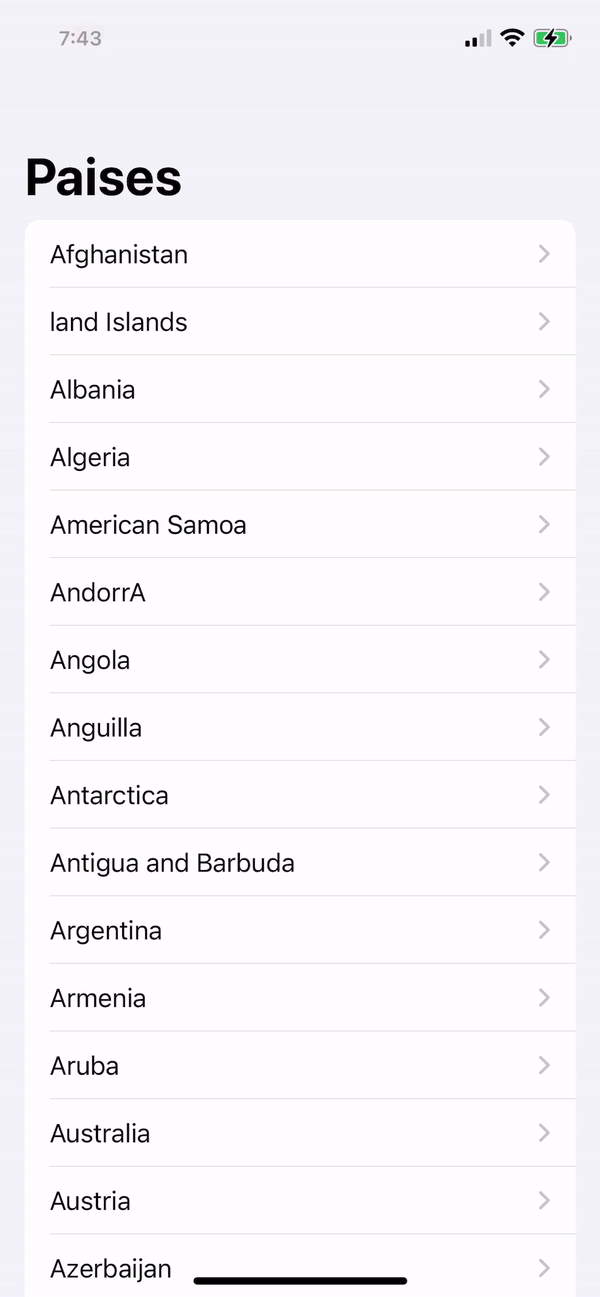 7:43
Paises
Afghanistan
land Islands
Albania
Algeria
American Samoa
AndorrA
Angola
Anguilla
Antarctica
Antigua and Barbuda
Argentina
Armenia
Aruba
Australia
Austria
Azerbaijan